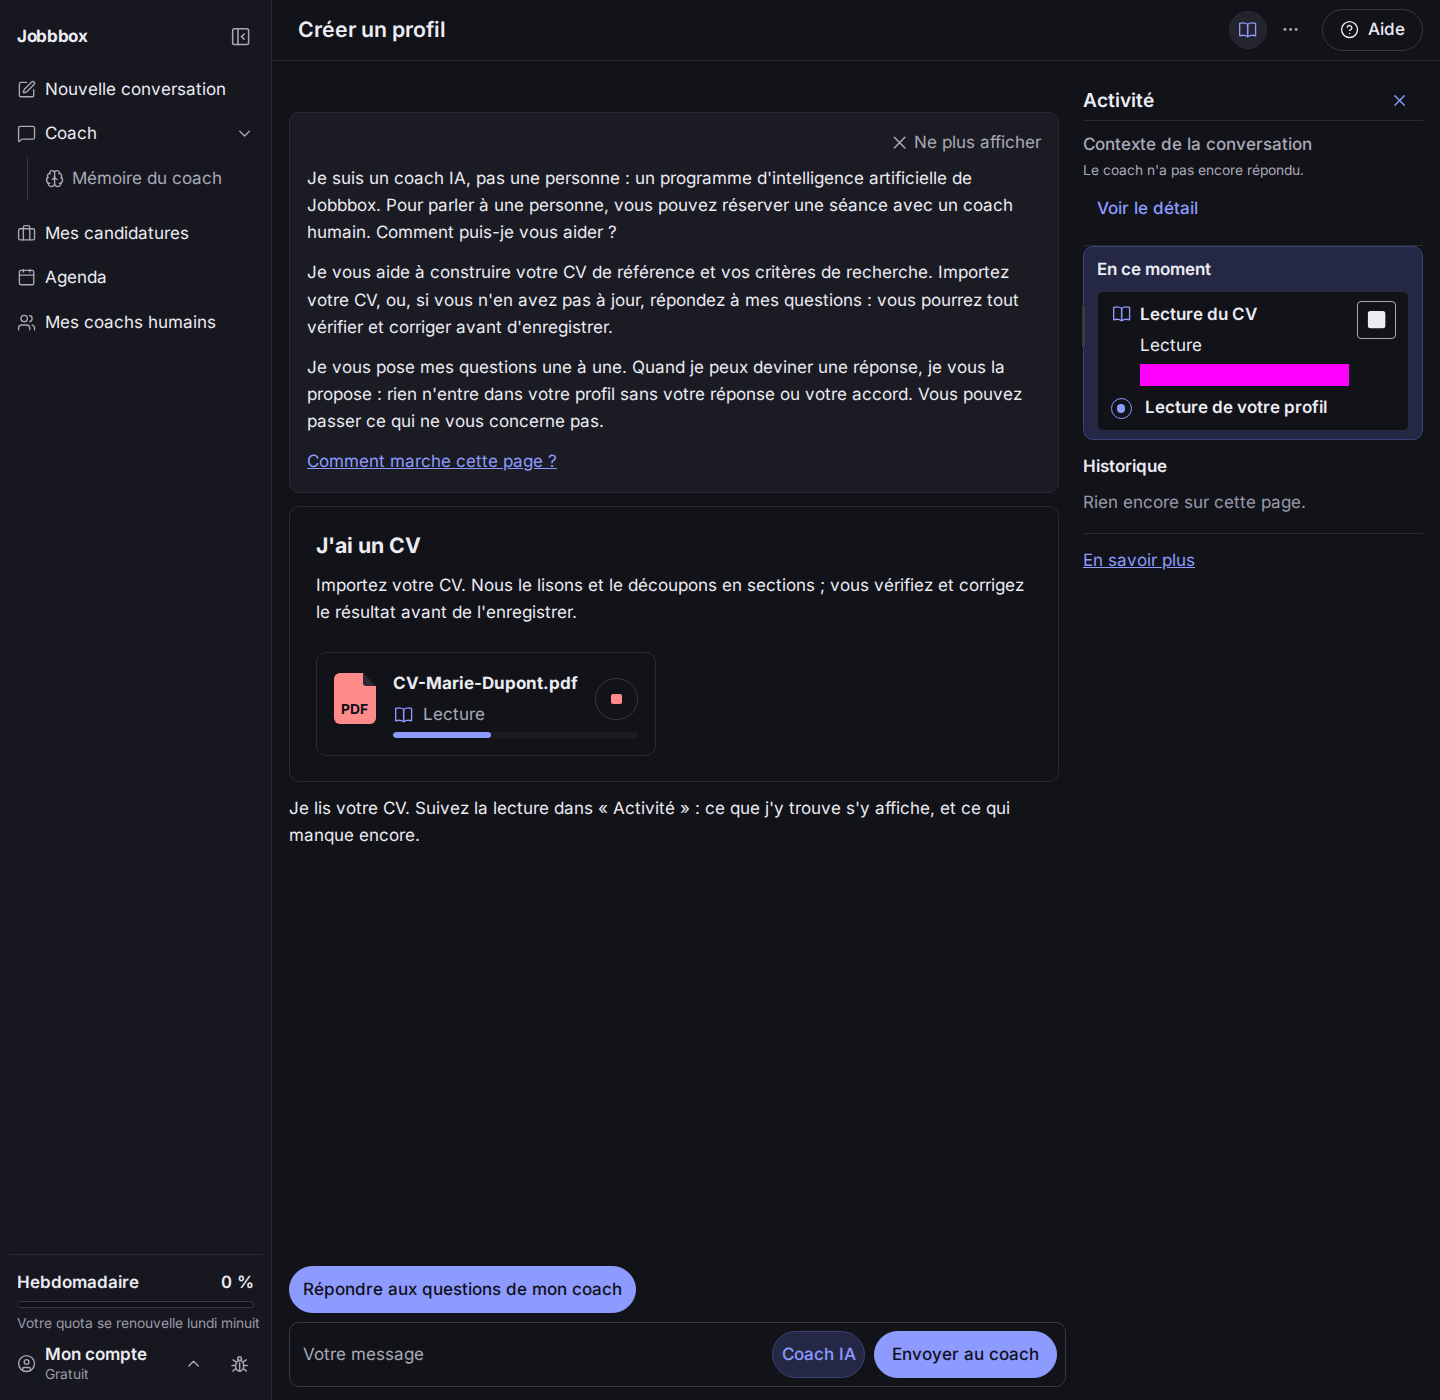 Jobbbox
Nouvelle conversation
Coach
Mémoire du coach
Mes candidatures
Agenda
Mes coachs humains
Hebdomadaire 0 %
Votre quota se renouvelle lundi minuit
Mon compte
Gratuit
Créer un profil
Aide
Ne plus afficher
Je suis un coach IA, pas une personne : un programme d'intelligence artificielle de
Jobbbox. Pour parler à une personne, vous pouvez réserver une séance avec un coach
humain. Comment puis-je vous aider ?
Je vous aide à construire votre CV de référence et vos critères de recherche. Importez
votre CV, ou, si vous n'en avez pas à jour, répondez à mes questions : vous pourrez tout
vérifier et corriger avant d'enregistrer.
Je vous pose mes questions une à une. Quand je peux deviner une réponse, je vous la
propose : rien n'entre dans votre profil sans votre réponse ou votre accord. Vous pouvez
passer ce qui ne vous concerne pas.
Comment marche cette page ?
J'ai un CV
Importez votre CV. Nous le lisons et le découpons en sections ; vous vérifiez et corrigez
le résultat avant de l'enregistrer.
PDF
CV-Marie-Dupont.pdf
Lecture
Je lis votre CV. Suivez la lecture dans « Activité » : ce que j'y trouve s'y affiche, et ce qui
manque encore.
Répondre aux questions de mon coach
Votre message
Coach IA
Envoyer au coach
Activité
Contexte de la conversation
Le coach n'a pas encore répondu.
Voir le détail
En ce moment
Lecture du CV
Lecture
Lecture de votre profil
Historique
Rien encore sur cette page.
En savoir plus